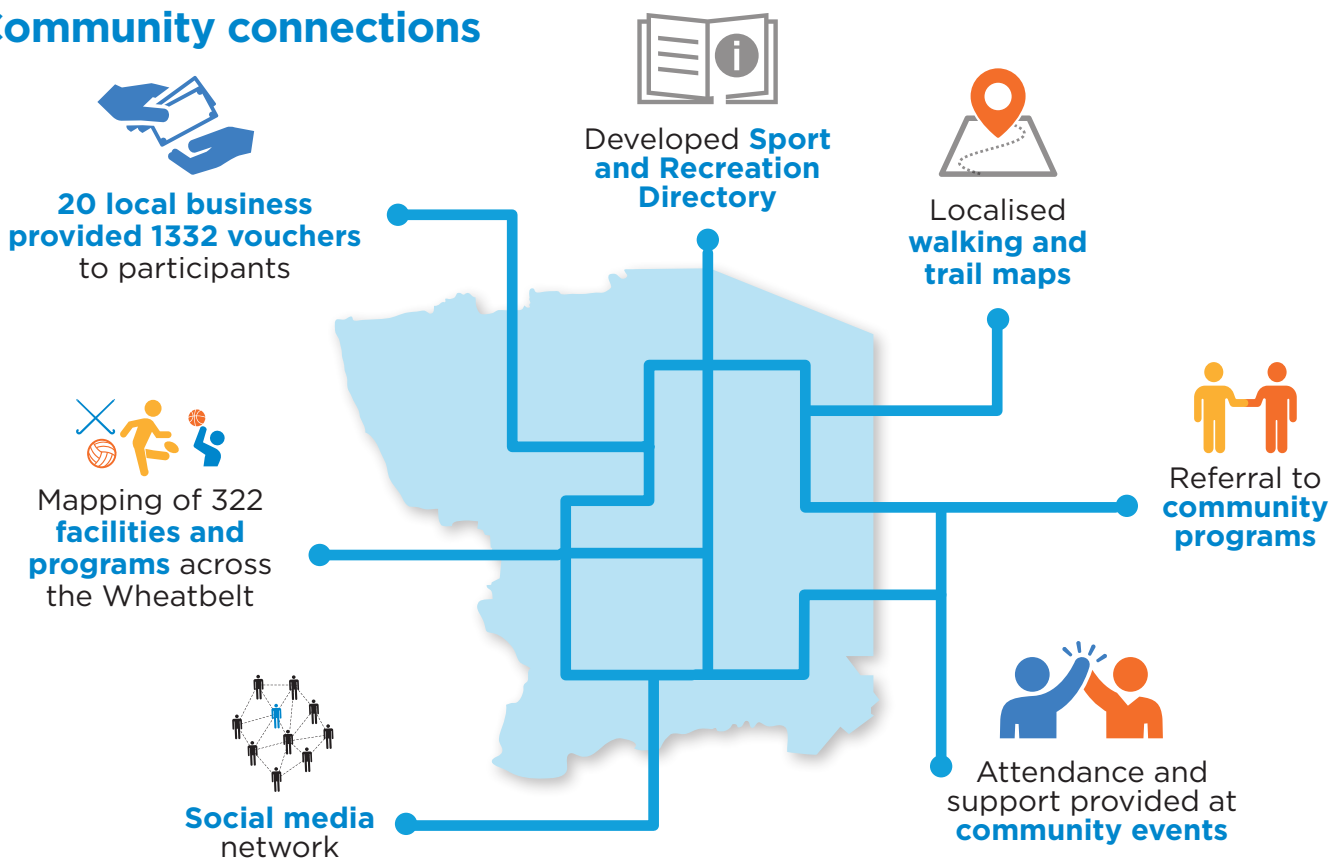 Community connections
20 local business
provided 1332 vouchers
to participants
Developed Sport
and Recreation
Directory
Localised
walking and
trail maps
Mapping of 322
facilities and
programs across
the Wheatbelt
Referral to
community
programs
Social media
network
Attendance and
support provided at
community events